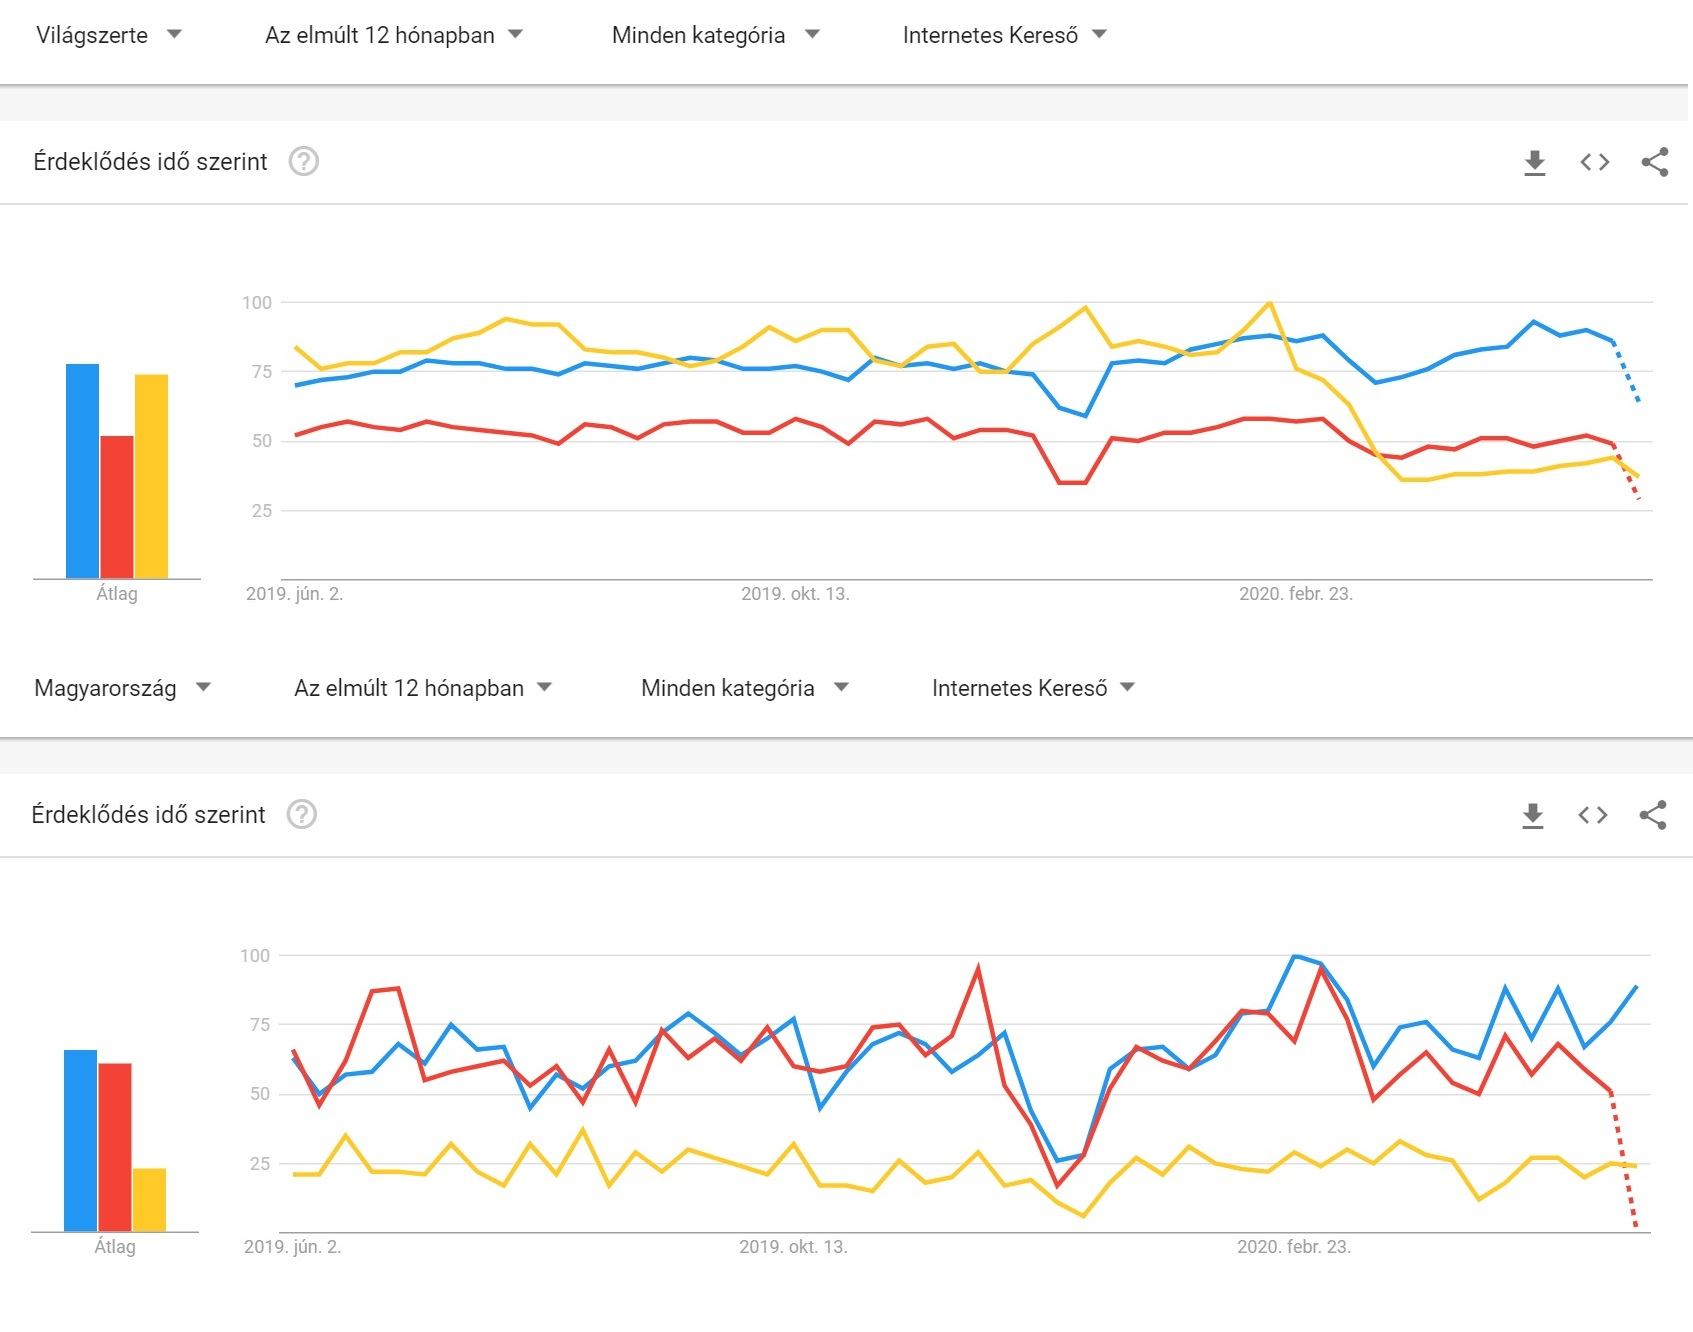 Világszerte Az elmúlt 12 hónapban Minden kategória Internetes Kereső
Érdeklődés idő szerint ?
100
75
50
25
Átlag 2019. jún. 2. 2019. okt. 13. 2020. febr. 23.
Magyarország Az elmúlt 12 hónapban Minden kategória Internetes Kereső
Érdeklődés idő szerint ?
100
75
50
25
Átlag 2019. jún. 2. 2019. okt. 13. 2020. febr. 23.